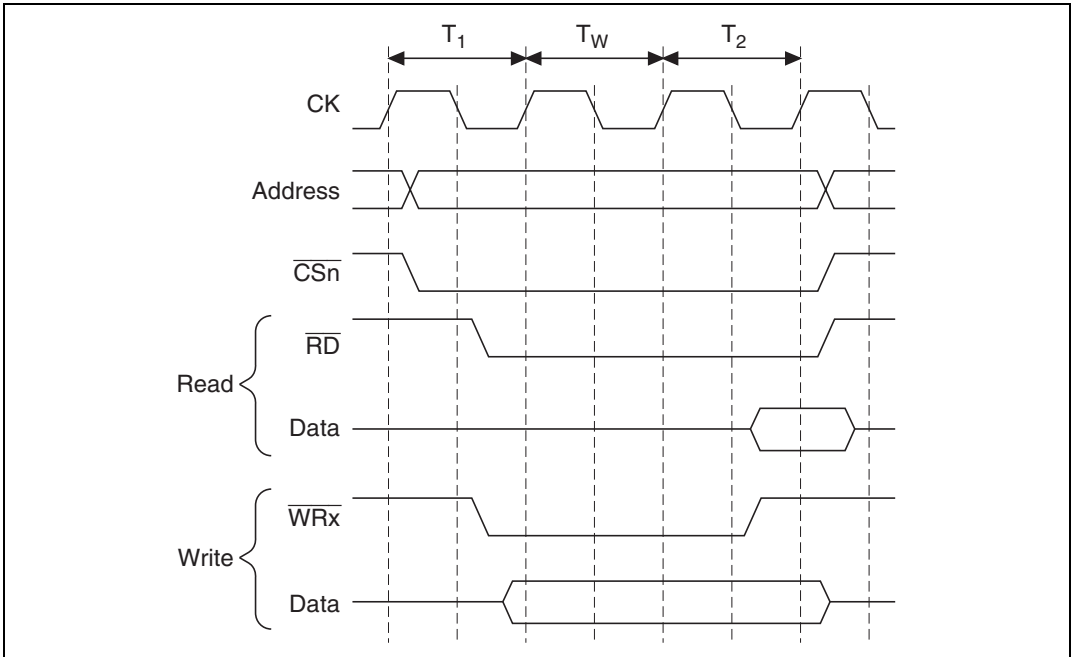 T1 TW T2
CK
Address
CSn
RD
Read
Data
WRx
Write
Data